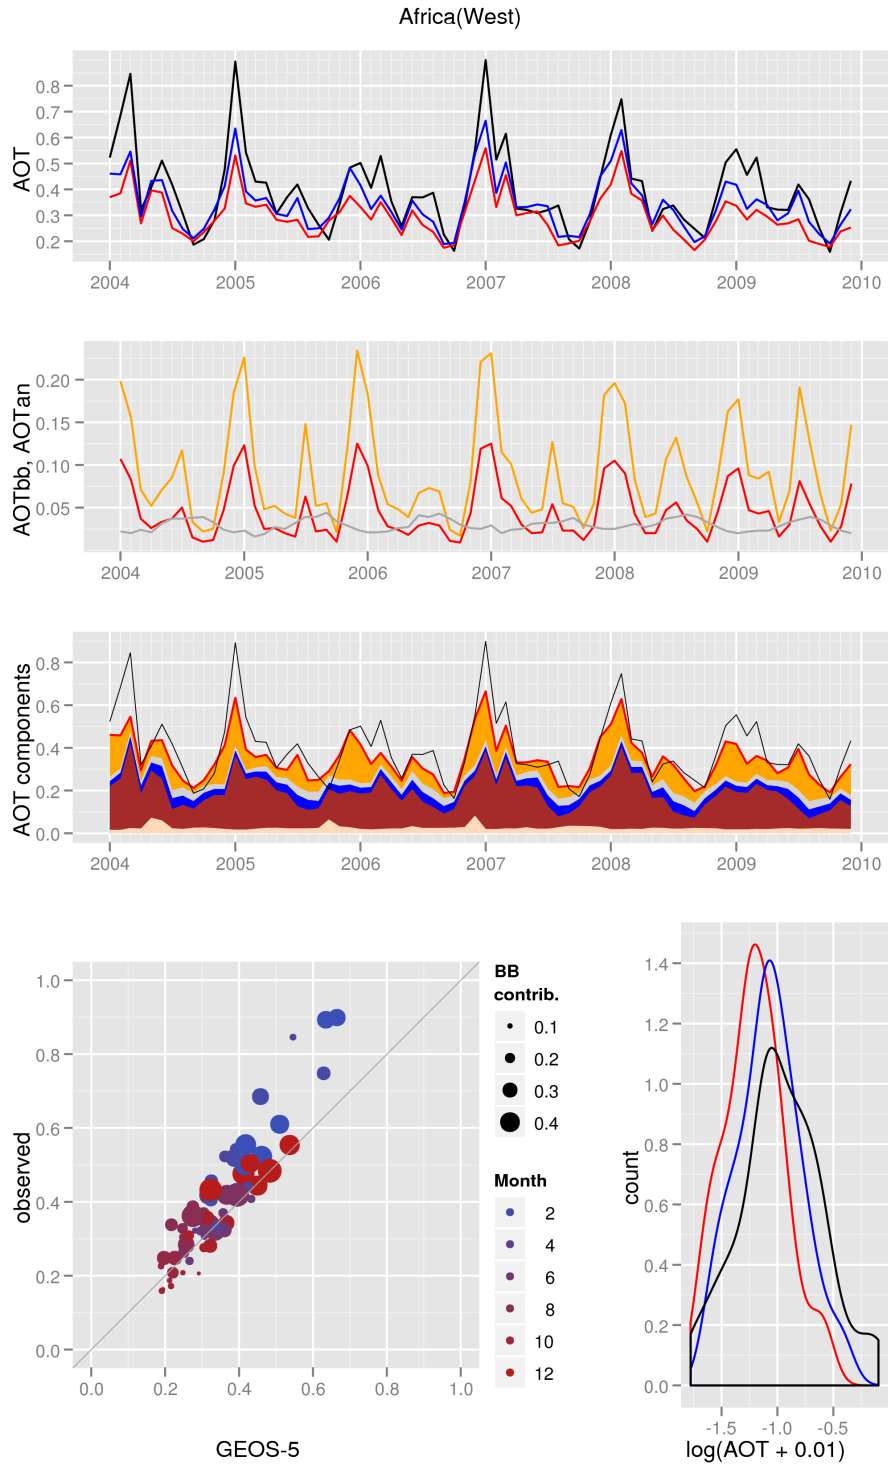 Africa(West)
AOT
0.8
0.7
0.6
0.5
0.4
0.3
0.2
2004 2005 2006 2007 2008 2009 2010
AOTbb, AOTan
0.20
0.15
0.10
0.05
2004 2005 2006 2007 2008 2009 2010
AOT components
0.8
0.6
0.4
0.2
0.0
2004 2005 2006 2007 2008 2009 2010
observed
1.0
0.8
0.6
0.4
0.2
0.0
0.0 0.2 0.4 0.6 0.8 1.0
GEOS-5
BB
contrib.
0.1
0.2
0.3
0.4
Month
2
4
6
8
10
12
count
1.4
1.2
1.0
0.8
0.6
0.4
0.2
0.0
-1.5 -1.0 -0.5
log(AOT + 0.01)